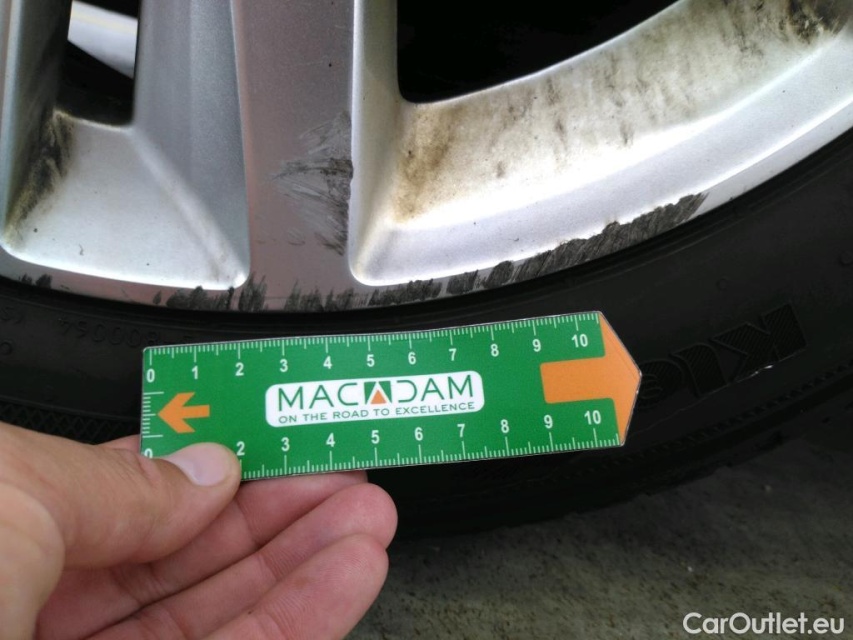 0 1 2 3 4 5 6 7 8 9 10
MACADAM
ON THE ROAD TO EXCELLENCE
0 2 3 4 5 6 7 8 9 10
CarOutlet.eu